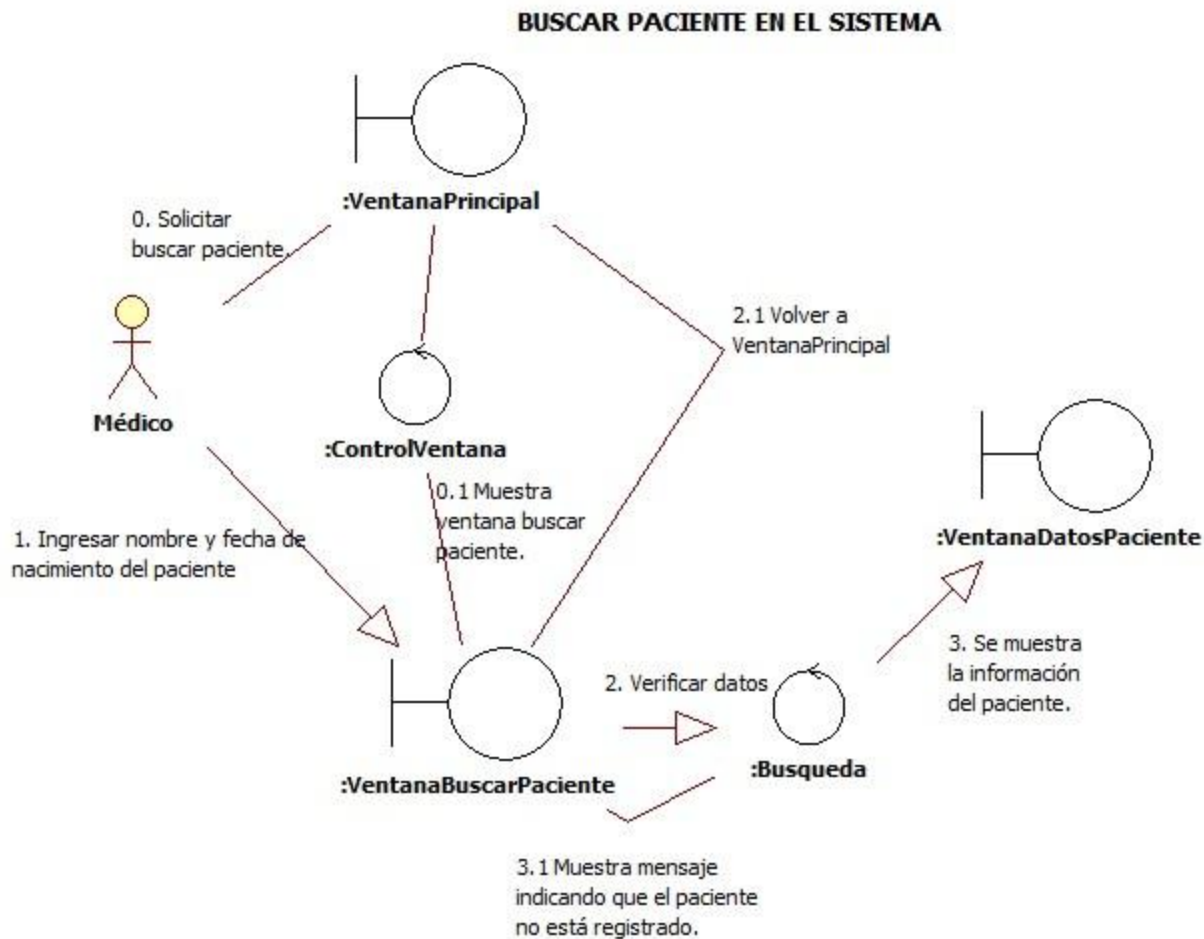 BUSCAR PACIENTE EN EL SISTEMA
:VentanaPrincipal
0. Solicitar
buscar paciente.
2.1 Volver a
VentanaPrincipal
Médico
:ControlVentana
0.1 Muestra
ventana buscar
paciente.
1. Ingresar nombre y fecha de
nacimiento del paciente
:VentanaDatosPaciente
3. Se muestra
la información
del paciente.
2. Verificar datos
:VentanaBuscarPaciente
:Busqueda
3.1 Muestra mensaje
indicando que el paciente
no está registrado.